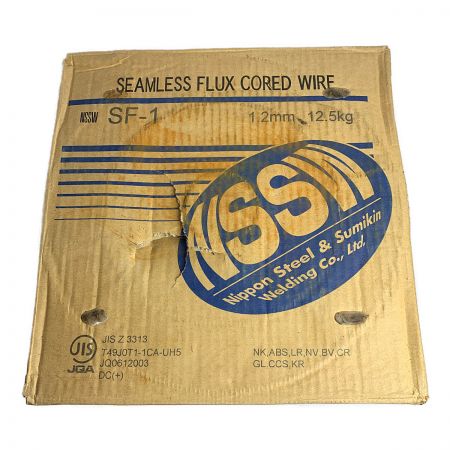 SEAMLESS FLUX CORED WIRE
NSSW SF-1 1.2mm 12.5kg
NSSW
Nippon Steel & Sumikin
Welding Co., Ltd.
JIS Z 3313
T49J0T1-1CA-UH5
JQ0612003
DC(+)
JIS
JQA
NK,ABS,LR,NV,BV,CR
GL,CCS,KR